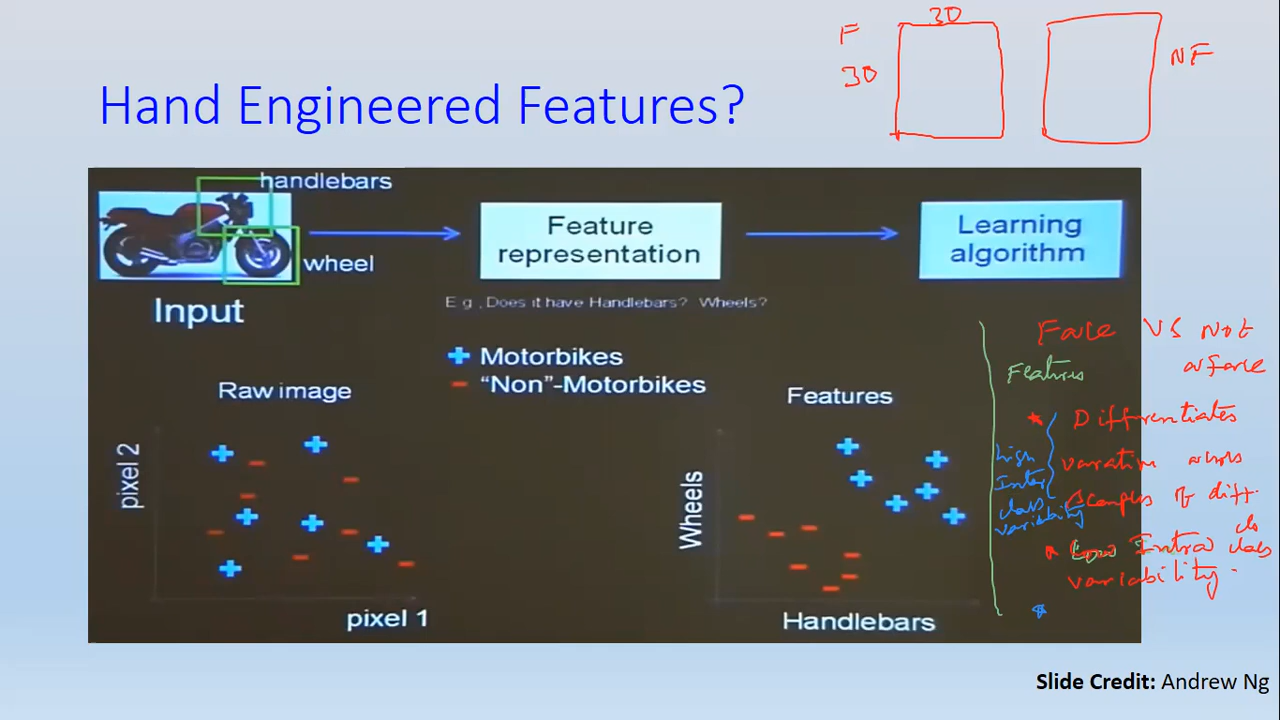 30
F
30
NF
Hand Engineered Features?
handlebars
wheel
Input
Feature
representation
Learning
algorithm
E.g., Does it have Handlebars? Wheels?
Motorbikes
"Non"-Motorbikes
Raw image
pixel 2
pixel 1
Features
Wheels
Handlebars
Face VS Not
a face
Features
Differentiates
variation across
Samples of diff.
cls
high
Inter
class
variability
Low Intra class
variability
Slide Credit: Andrew Ng